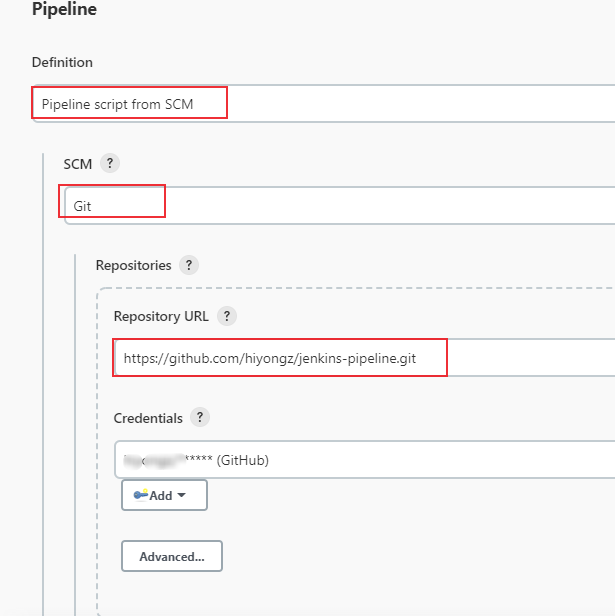 Pipeline
Definition
Pipeline script from SCM
SCM ?
Git
Repositories ?
Repository URL ?
https://github.com/hiyongz/jenkins-pipeline.git
Credentials ?
***** (GitHub)
Add
Advanced...